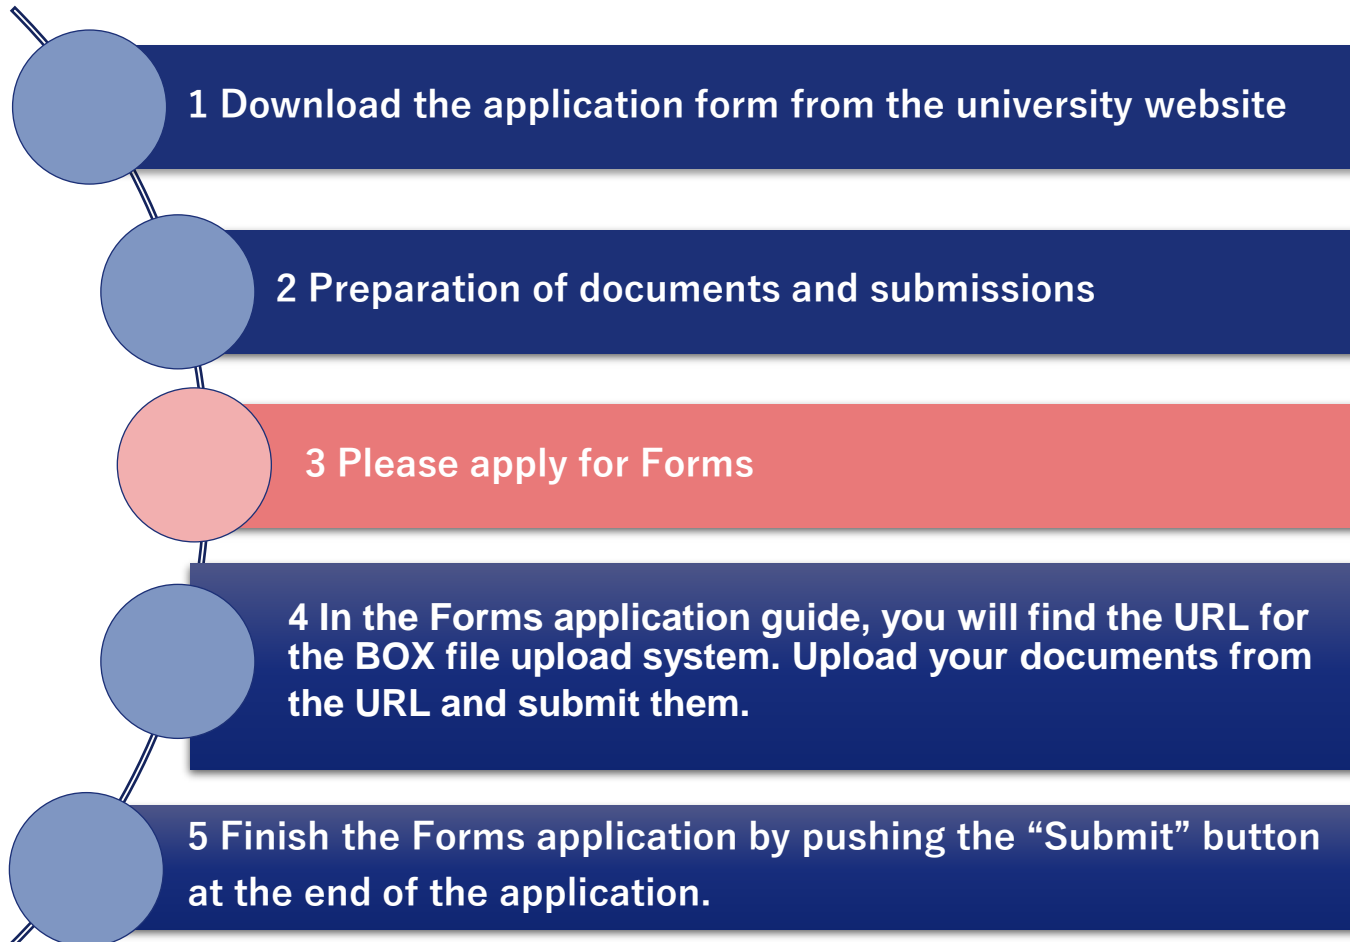 1 Download the application form from the university website
2 Preparation of documents and submissions
3 Please apply for Forms
4 In the Forms application guide, you will find the URL for
the BOX file upload system. Upload your documents from
the URL and submit them.
5 Finish the Forms application by pushing the “Submit” button
at the end of the application.